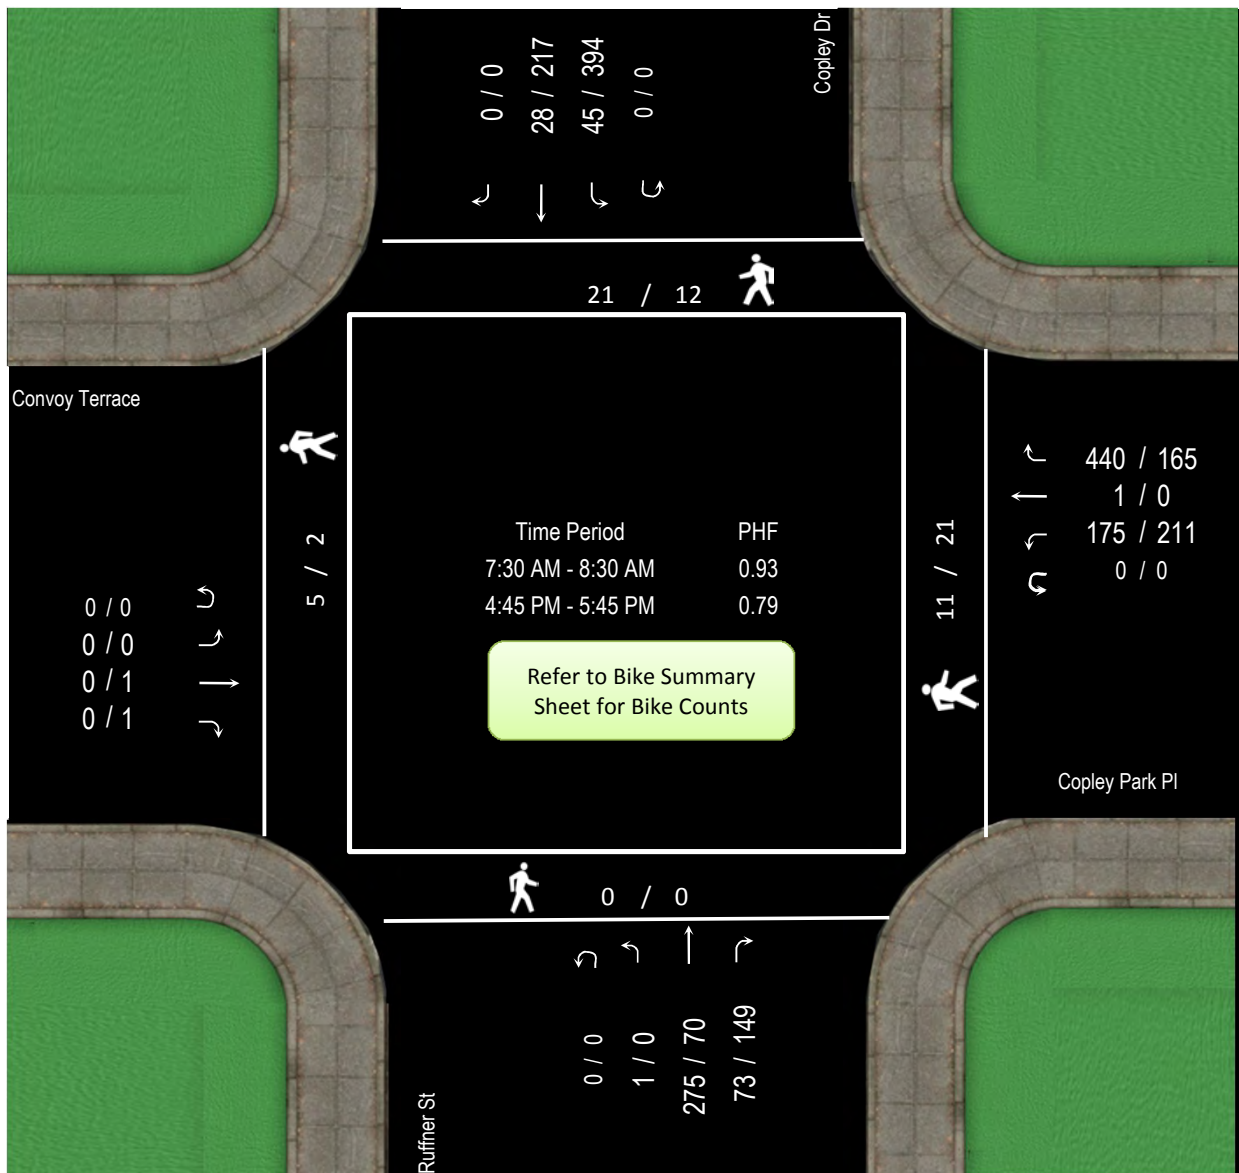 Copley Dr
0 / 0
28 / 217
45 / 394
0 / 0
21 / 12
Convoy Terrace
5 / 2
0 / 0
0 / 0
0 / 1
0 / 1
Time Period PHF
7:30 AM - 8:30 AM 0.93
4:45 PM - 5:45 PM 0.79
Refer to Bike Summary
Sheet for Bike Counts
11 / 21
440 / 165
1 / 0
175 / 211
0 / 0
Copley Park Pl
0 / 0
0 / 0
1 / 0
275 / 70
73 / 149
Ruffner St